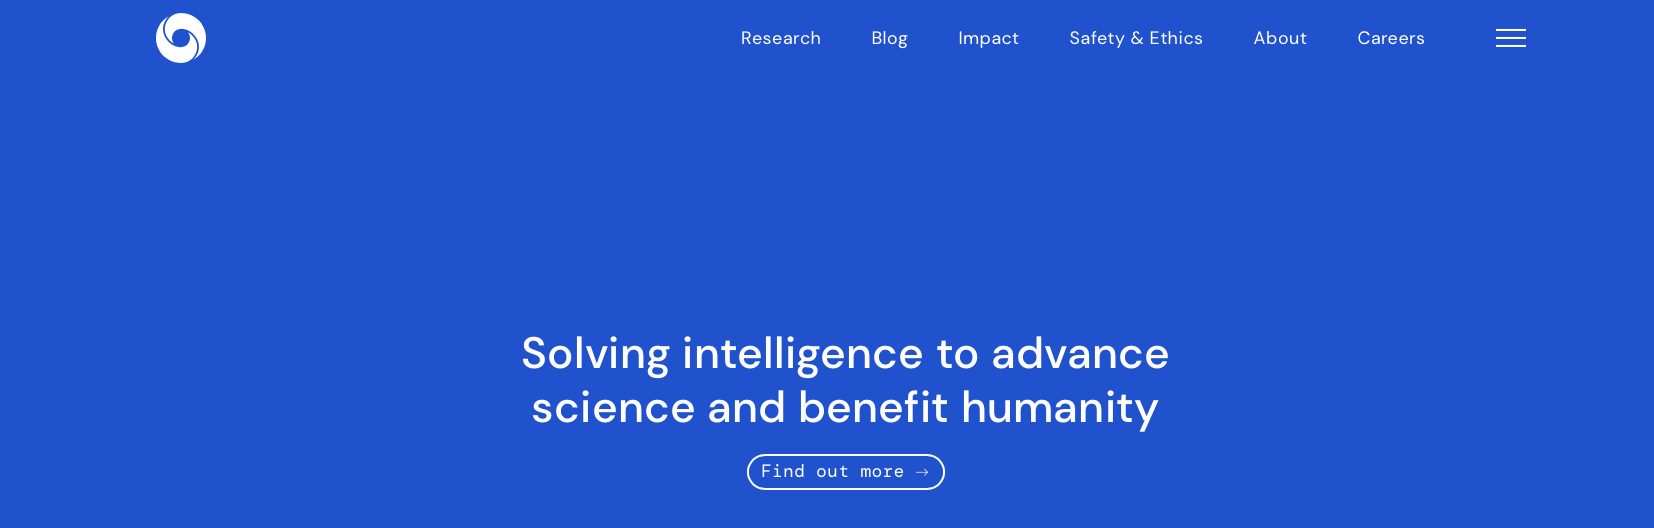 Research Blog Impact Safety & Ethics About Careers
Solving intelligence to advance
science and benefit humanity
Find out more →